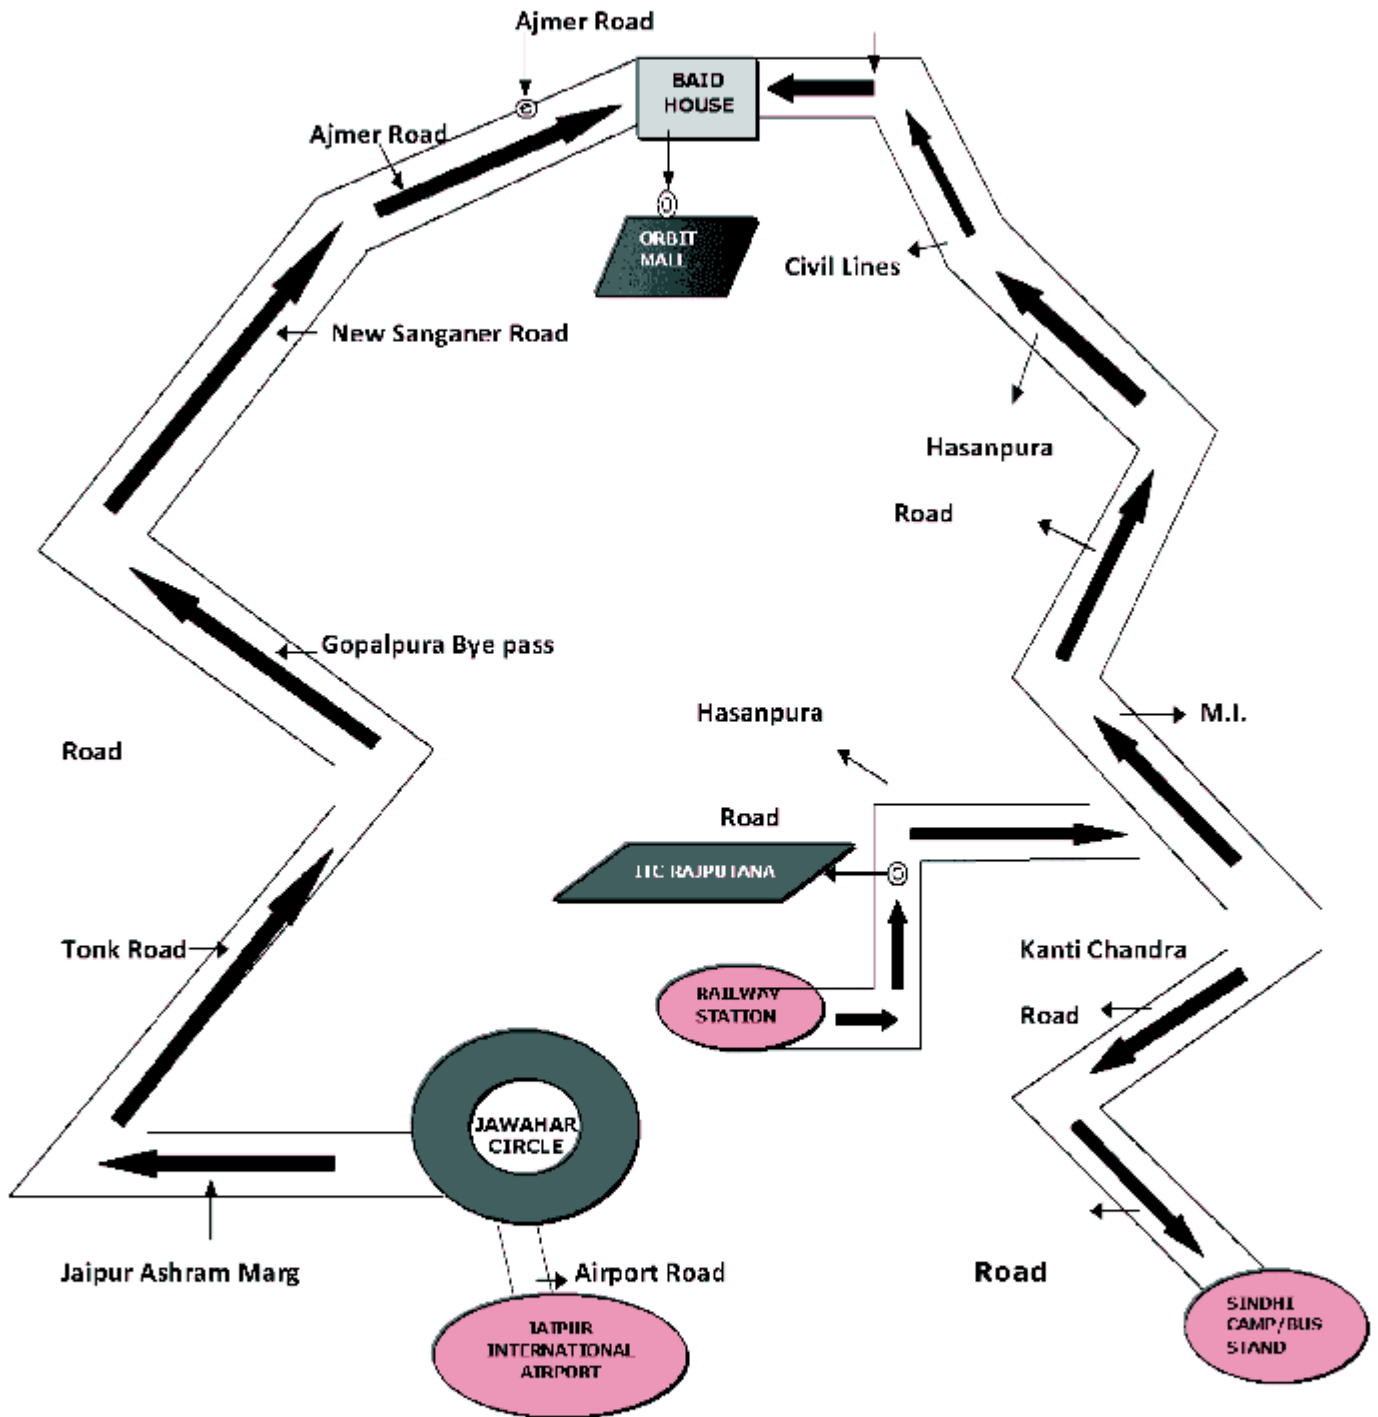 Ajmer Road
BAID
HOUSE
Ajmer Road
ORBIT
MALL
Civil Lines
New Sanganer Road
Hasanpura
Road
Gopalpura Bye pass
Hasanpura
M.I.
Road
Road
ITC RAJPUTANA
Tonk Road
Kanti Chandra
RAILWAY
STATION
Road
JAWAHAR
CIRCLE
Jaipur Ashram Marg
Airport Road
Road
JAIPUR
INTERNATIONAL
AIRPORT
SINDHI
CAMP/BUS
STAND